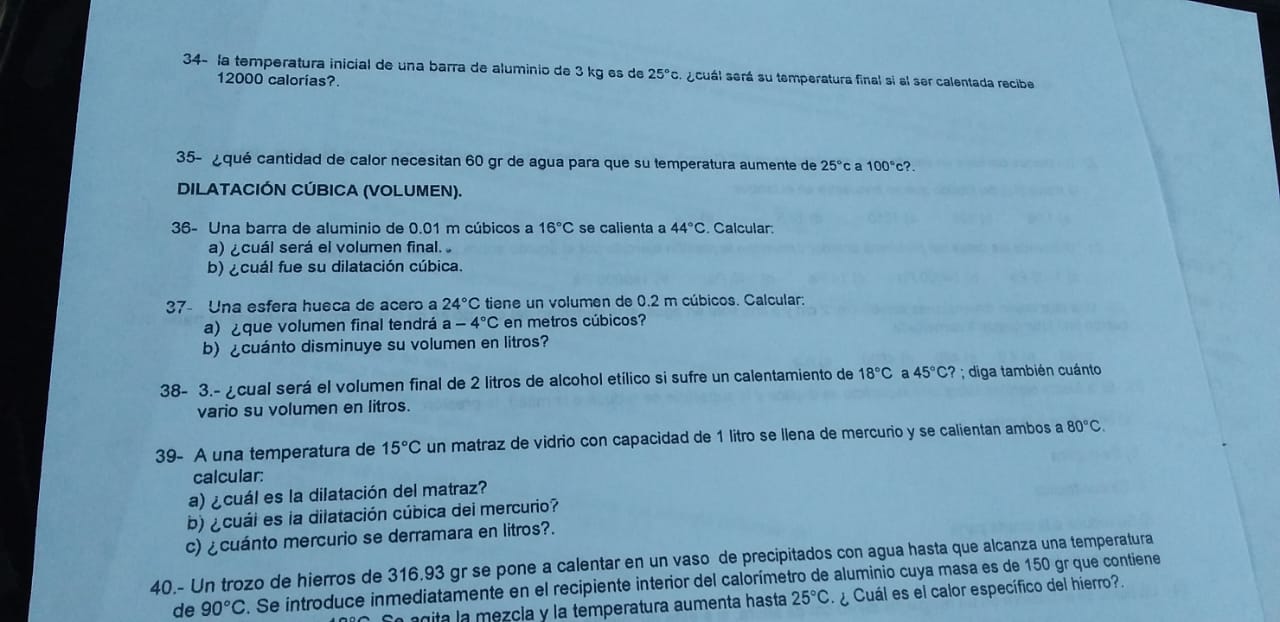 34- la temperatura inicial de una barra de aluminio de 3 kg es de 25°c. ¿cuál será su temperatura final si al ser calentada recibe
12000 calorías?.
35- ¿qué cantidad de calor necesitan 60 gr de agua para que su temperatura aumente de 25°c a 100°c?.
DILATACIÓN CÚBICA (VOLUMEN).
36- Una barra de aluminio de 0.01 m cúbicos a 16°C se calienta a 44°C. Calcular:
a) ¿cuál será el volumen final.
b) ¿cuál fue su dilatación cúbica.
37- Una esfera hueca de acero a 24°C tiene un volumen de 0.2 m cúbicos. Calcular:
a) ¿que volumen final tendrá a – 4°C en metros cúbicos?
b) ¿cuánto disminuye su volumen en litros?
38- 3.- ¿cual será el volumen final de 2 litros de alcohol etílico si sufre un calentamiento de 18°C a 45°C? ; diga también cuánto
vario su volumen en litros.
39- A una temperatura de 15°C un matraz de vidrio con capacidad de 1 litro se llena de mercurio y se calientan ambos a 80°C.
calcular:
a) ¿cuál es la dilatación del matraz?
b) ¿cuál es la dilatación cúbica del mercurio?
c) ¿cuánto mercurio se derramara en litros?.
40.- Un trozo de hierros de 316.93 gr se pone a calentar en un vaso de precipitados con agua hasta que alcanza una temperatura
de 90°C. Se introduce inmediatamente en el recipiente interior del calorímetro de aluminio cuya masa es de 150 gr que contiene
Se agita la mezcla y la temperatura aumenta hasta 25°C. ¿ Cuál es el calor específico del hierro?.